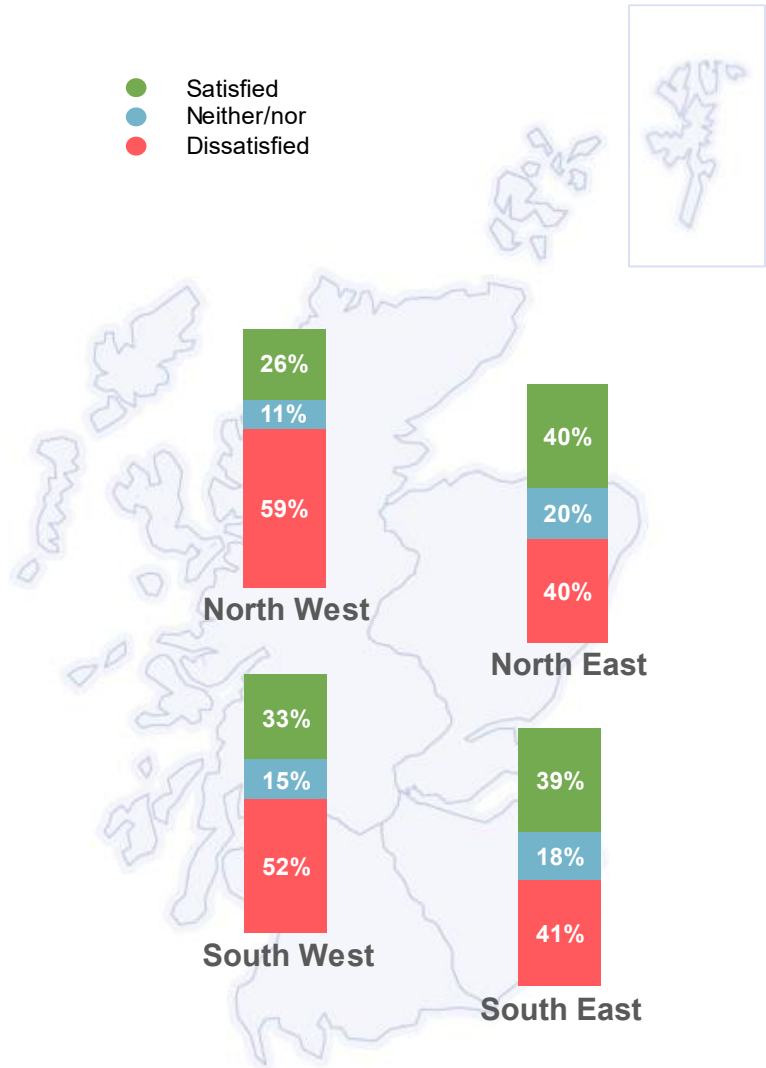 Satisfied
Neither/nor
Dissatisfied
26%
11%
59%
North West
40%
20%
40%
North East
33%
15%
52%
South West
39%
18%
41%
South East